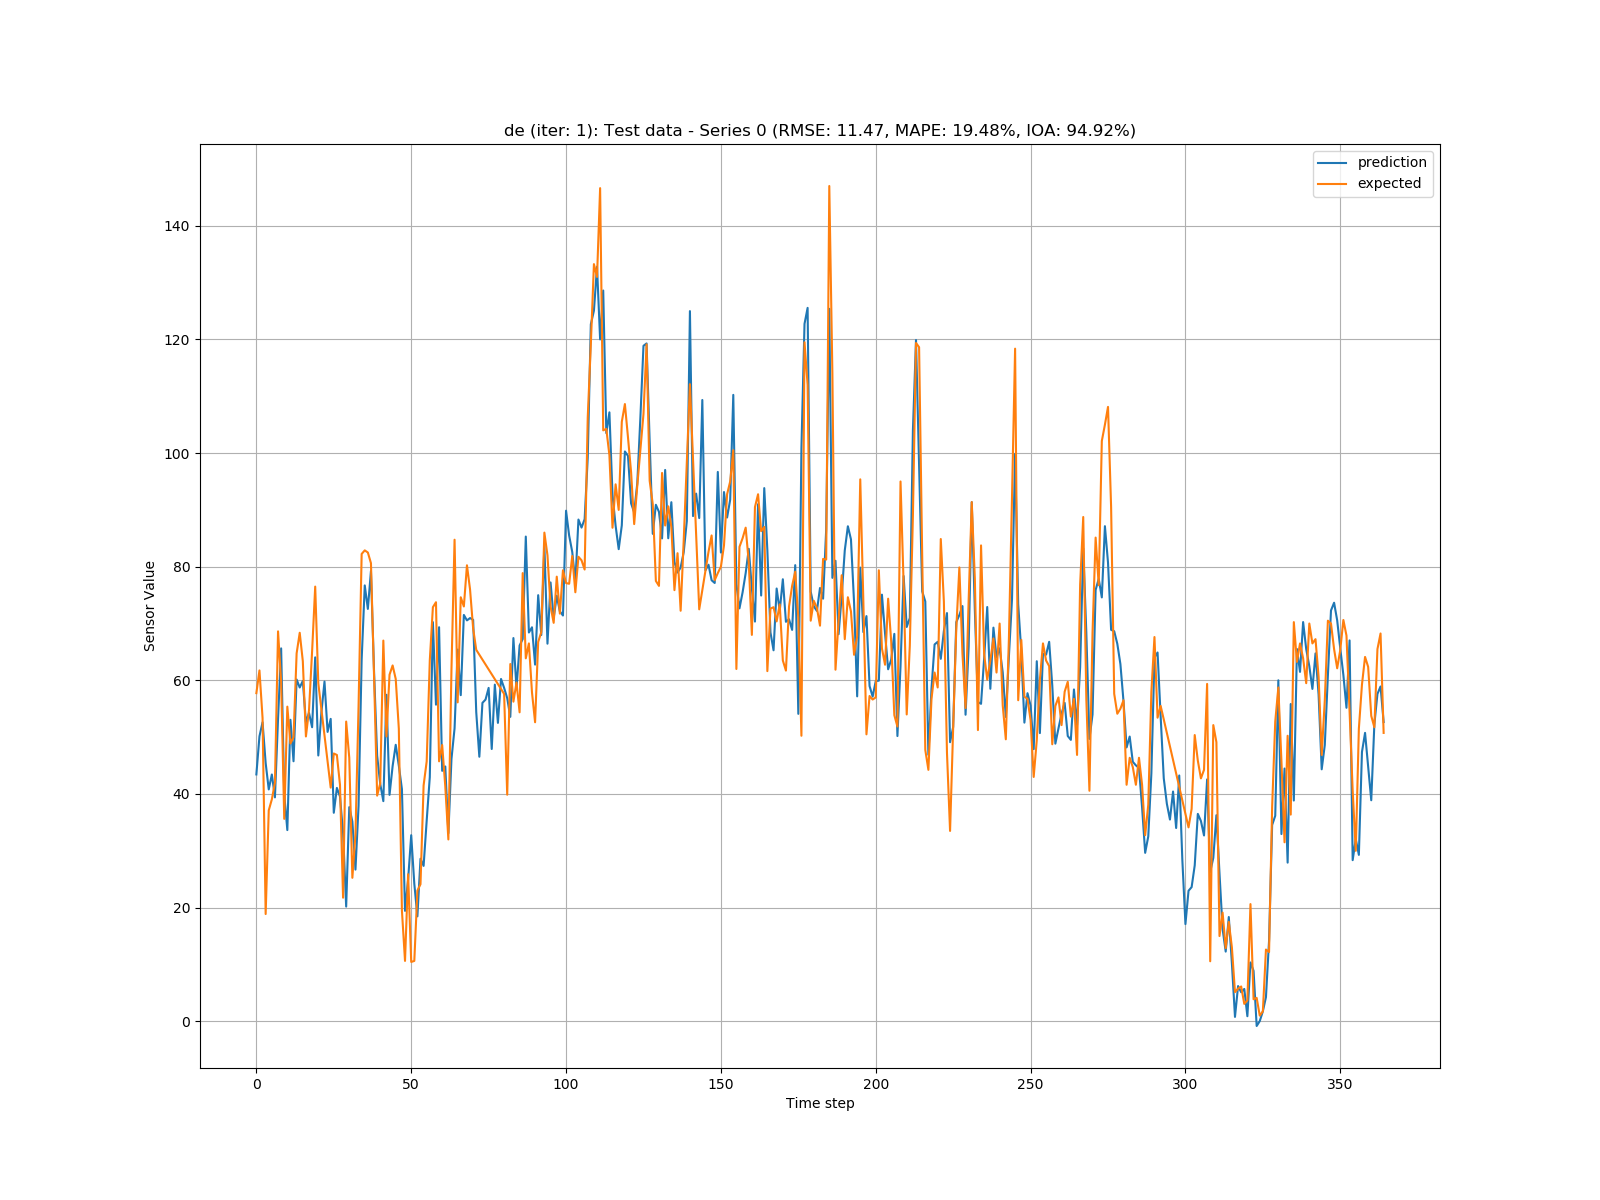 de (iter: 1): Test data - Series 0 (RMSE: 11.47, MAPE: 19.48%, IOA: 94.92%)
prediction
expected
140
120
100
80
60
40
20
0
Sensor Value
0 50 100 150 200 250 300 350
Time step